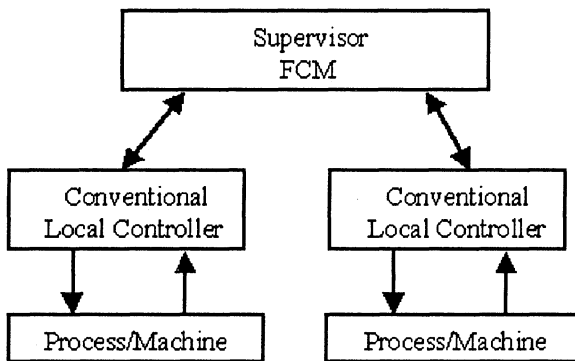 Supervisor
FCM
Conventional
Local Controller
Conventional
Local Controller
Process/Machine
Process/Machine